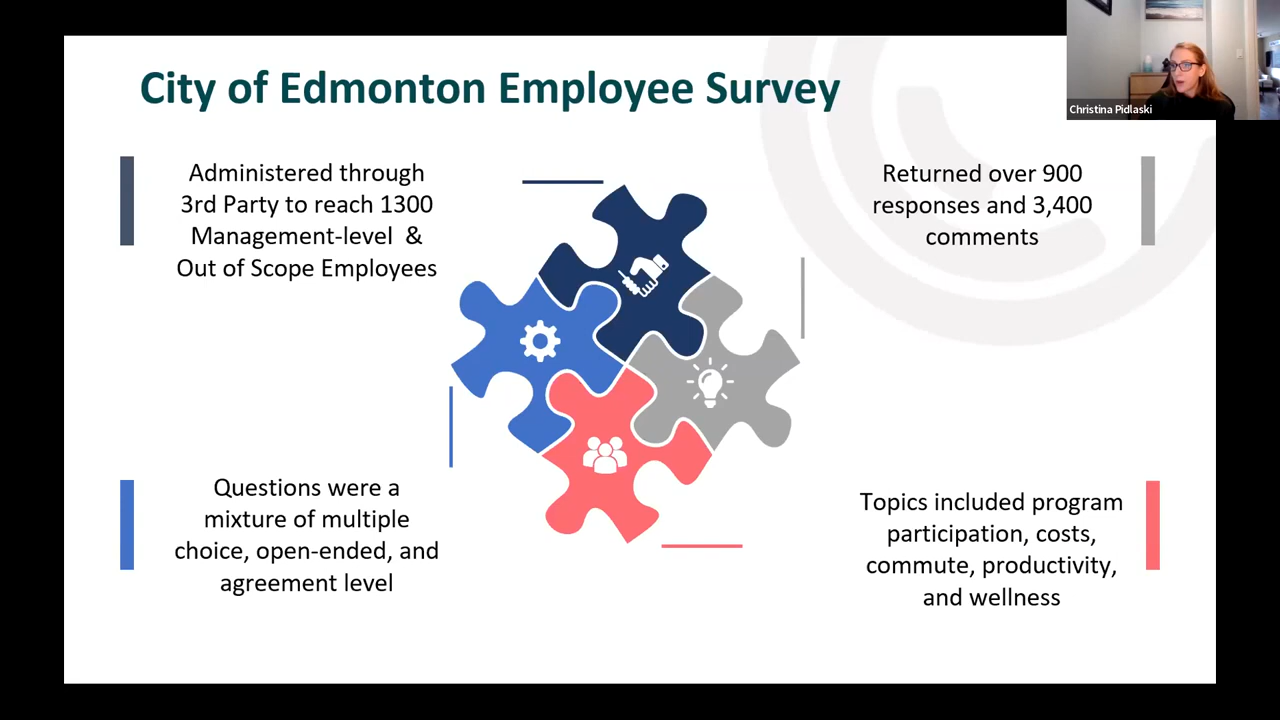 City of Edmonton Employee Survey
Christina Pidlaski
Administered through
3rd Party to reach 1300
Management-level &
Out of Scope Employees
Returned over 900
responses and 3,400
comments
Questions were a
mixture of multiple
choice, open-ended, and
agreement level
Topics included program
participation, costs,
commute, productivity,
and wellness